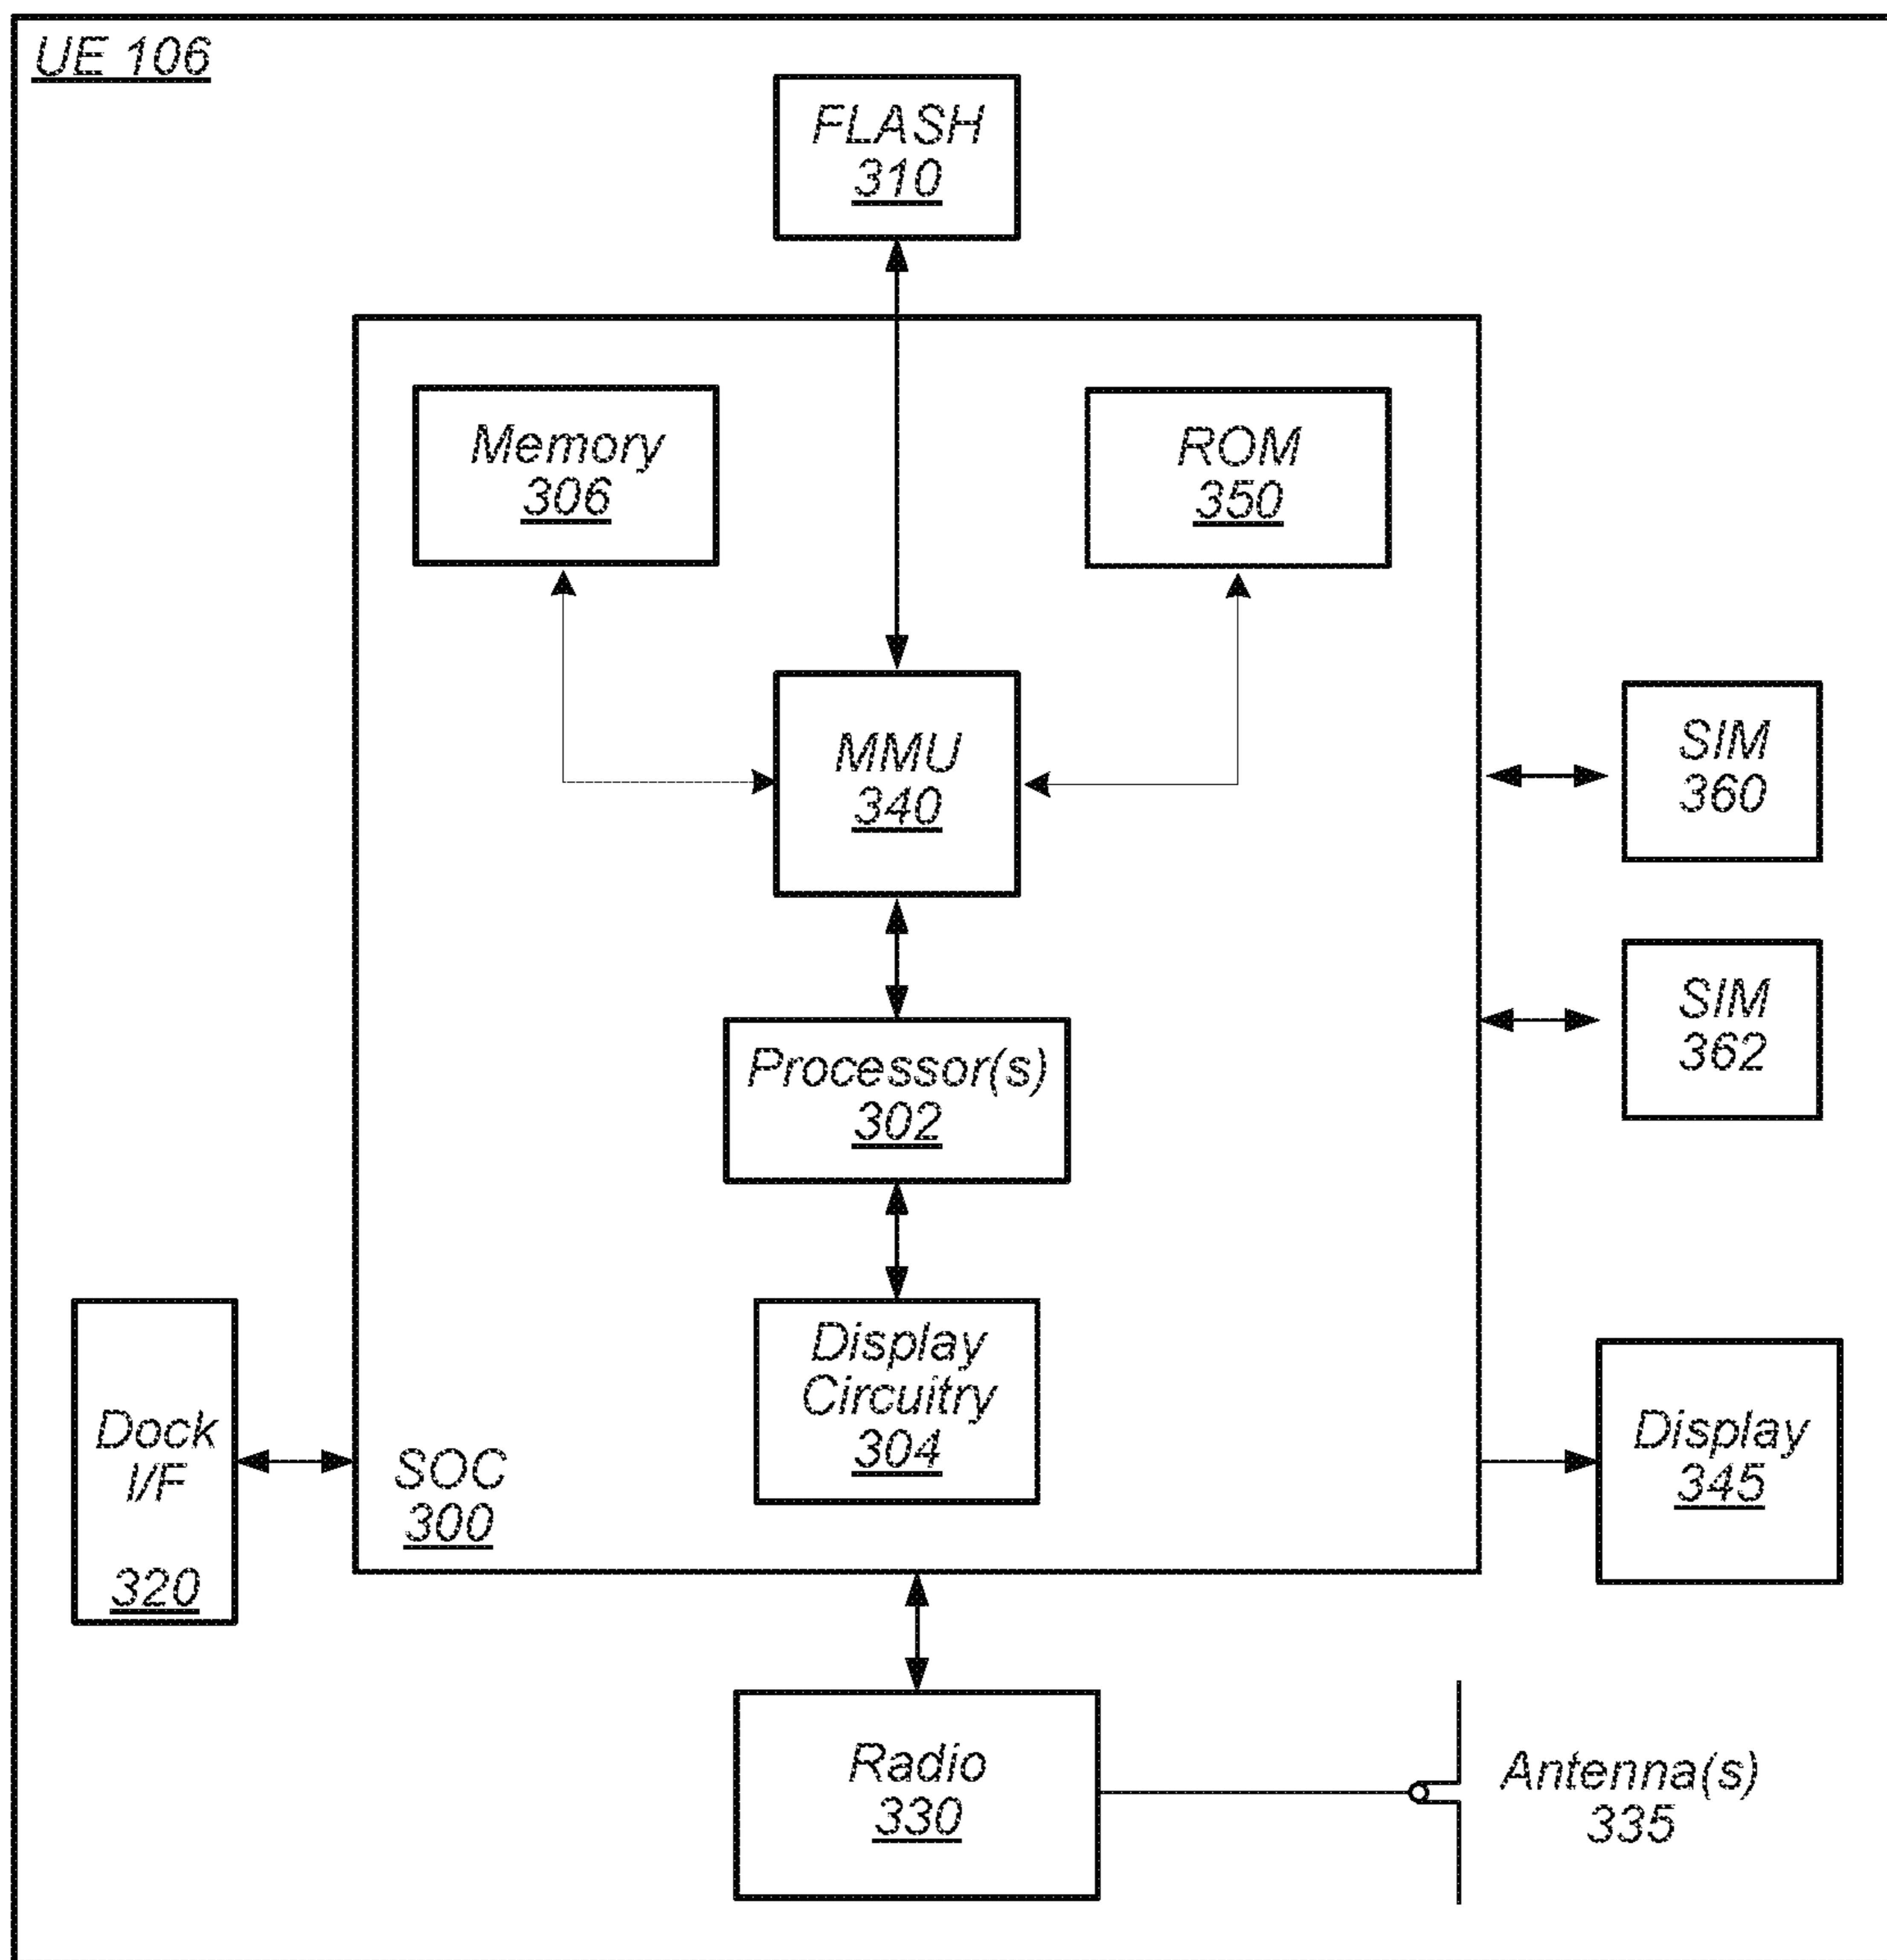 UE 106
FLASH
310
Memory
306
ROM
350
MMU
340
SIM
360
SIM
362
Processor(s)
302
Display
Circuitry
304
Dock
I/F
320
SOC
300
Display
345
Radio
330
Antenna(s)
335